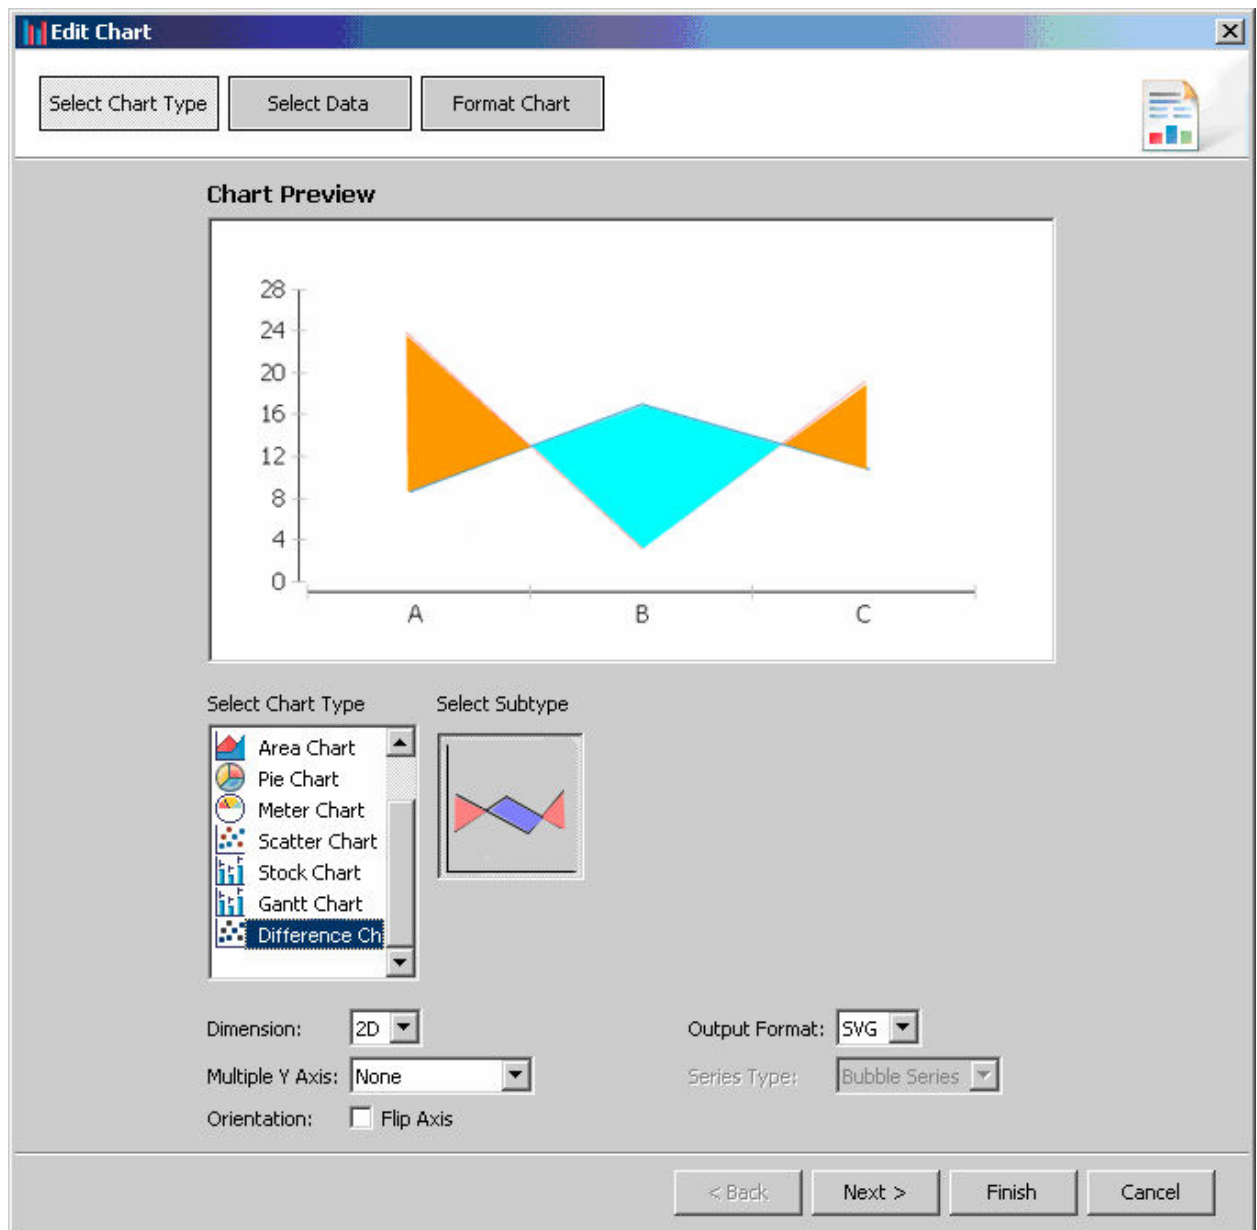 Edit Chart
Select Chart Type
Select Data
Format Chart
Chart Preview
28
24
20
16
12
8
4
0
A
B
C
Select Chart Type
Select Subtype
Area Chart
Pie Chart
Meter Chart
Scatter Chart
Stock Chart
Gantt Chart
Difference Ch
Dimension:
2D
Output Format:
SVG
Multiple Y Axis:
None
Series Type:
Bubble Series
Orientation:
Flip Axis
< Back
Next >
Finish
Cancel